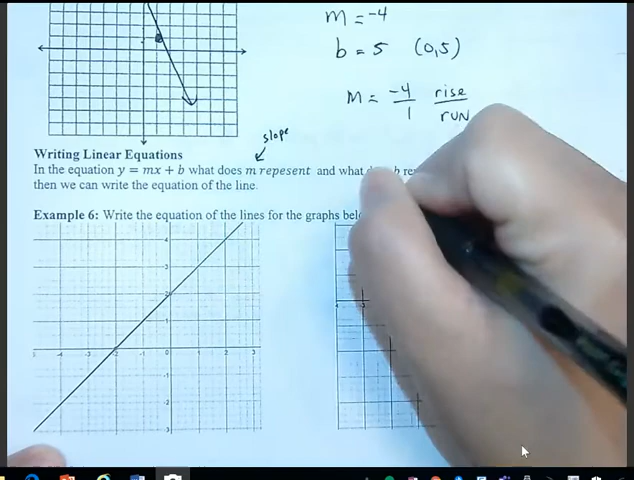 m = -4
b = 5 (0,5)
m = -4/1 rise/run
slope
Writing Linear Equations
In the equation y = mx + b what does m repesent and what b
then we can write the equation of the line.
Example 6: Write the equation of the lines for the graphs